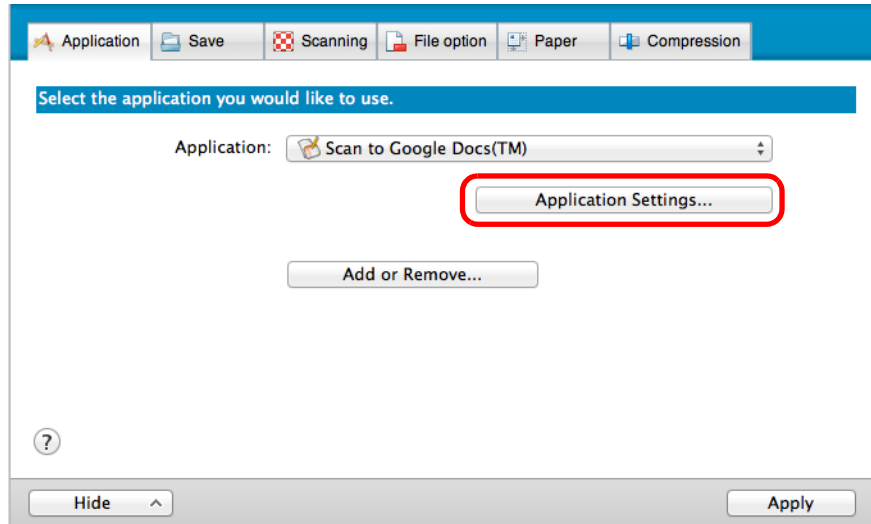 Application Save Scanning File option Paper Compression
Select the application you would like to use.
Application: Scan to Google Docs(TM)
Application Settings...
Add or Remove...
?
Hide Apply